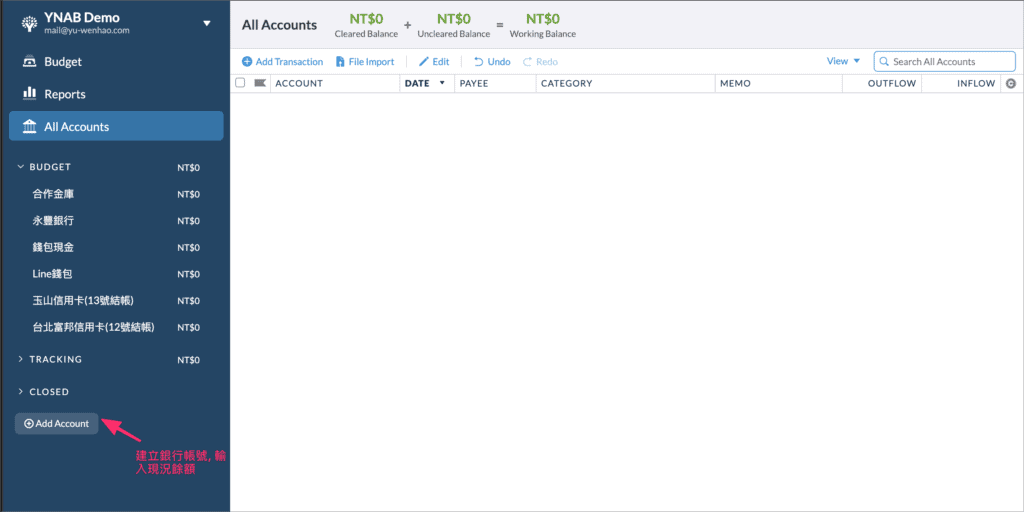 YNAB Demo
mail@yu-wenhao.com
Budget
Reports
All Accounts
BUDGET NT$0
合作金庫 NT$0
永豐銀行 NT$0
錢包現金 NT$0
Line錢包 NT$0
玉山信用卡(13號結帳) NT$0
台北富邦信用卡(12號結帳) NT$0
TRACKING NT$0
CLOSED
Add Account
建立銀行帳號, 輸
入現況餘額
All Accounts
NT$0 + NT$0 = NT$0
Cleared Balance Uncleared Balance Working Balance
Add Transaction File Import Edit Undo Redo View Search All Accounts
ACCOUNT DATE PAYEE CATEGORY MEMO OUTFLOW INFLOW C